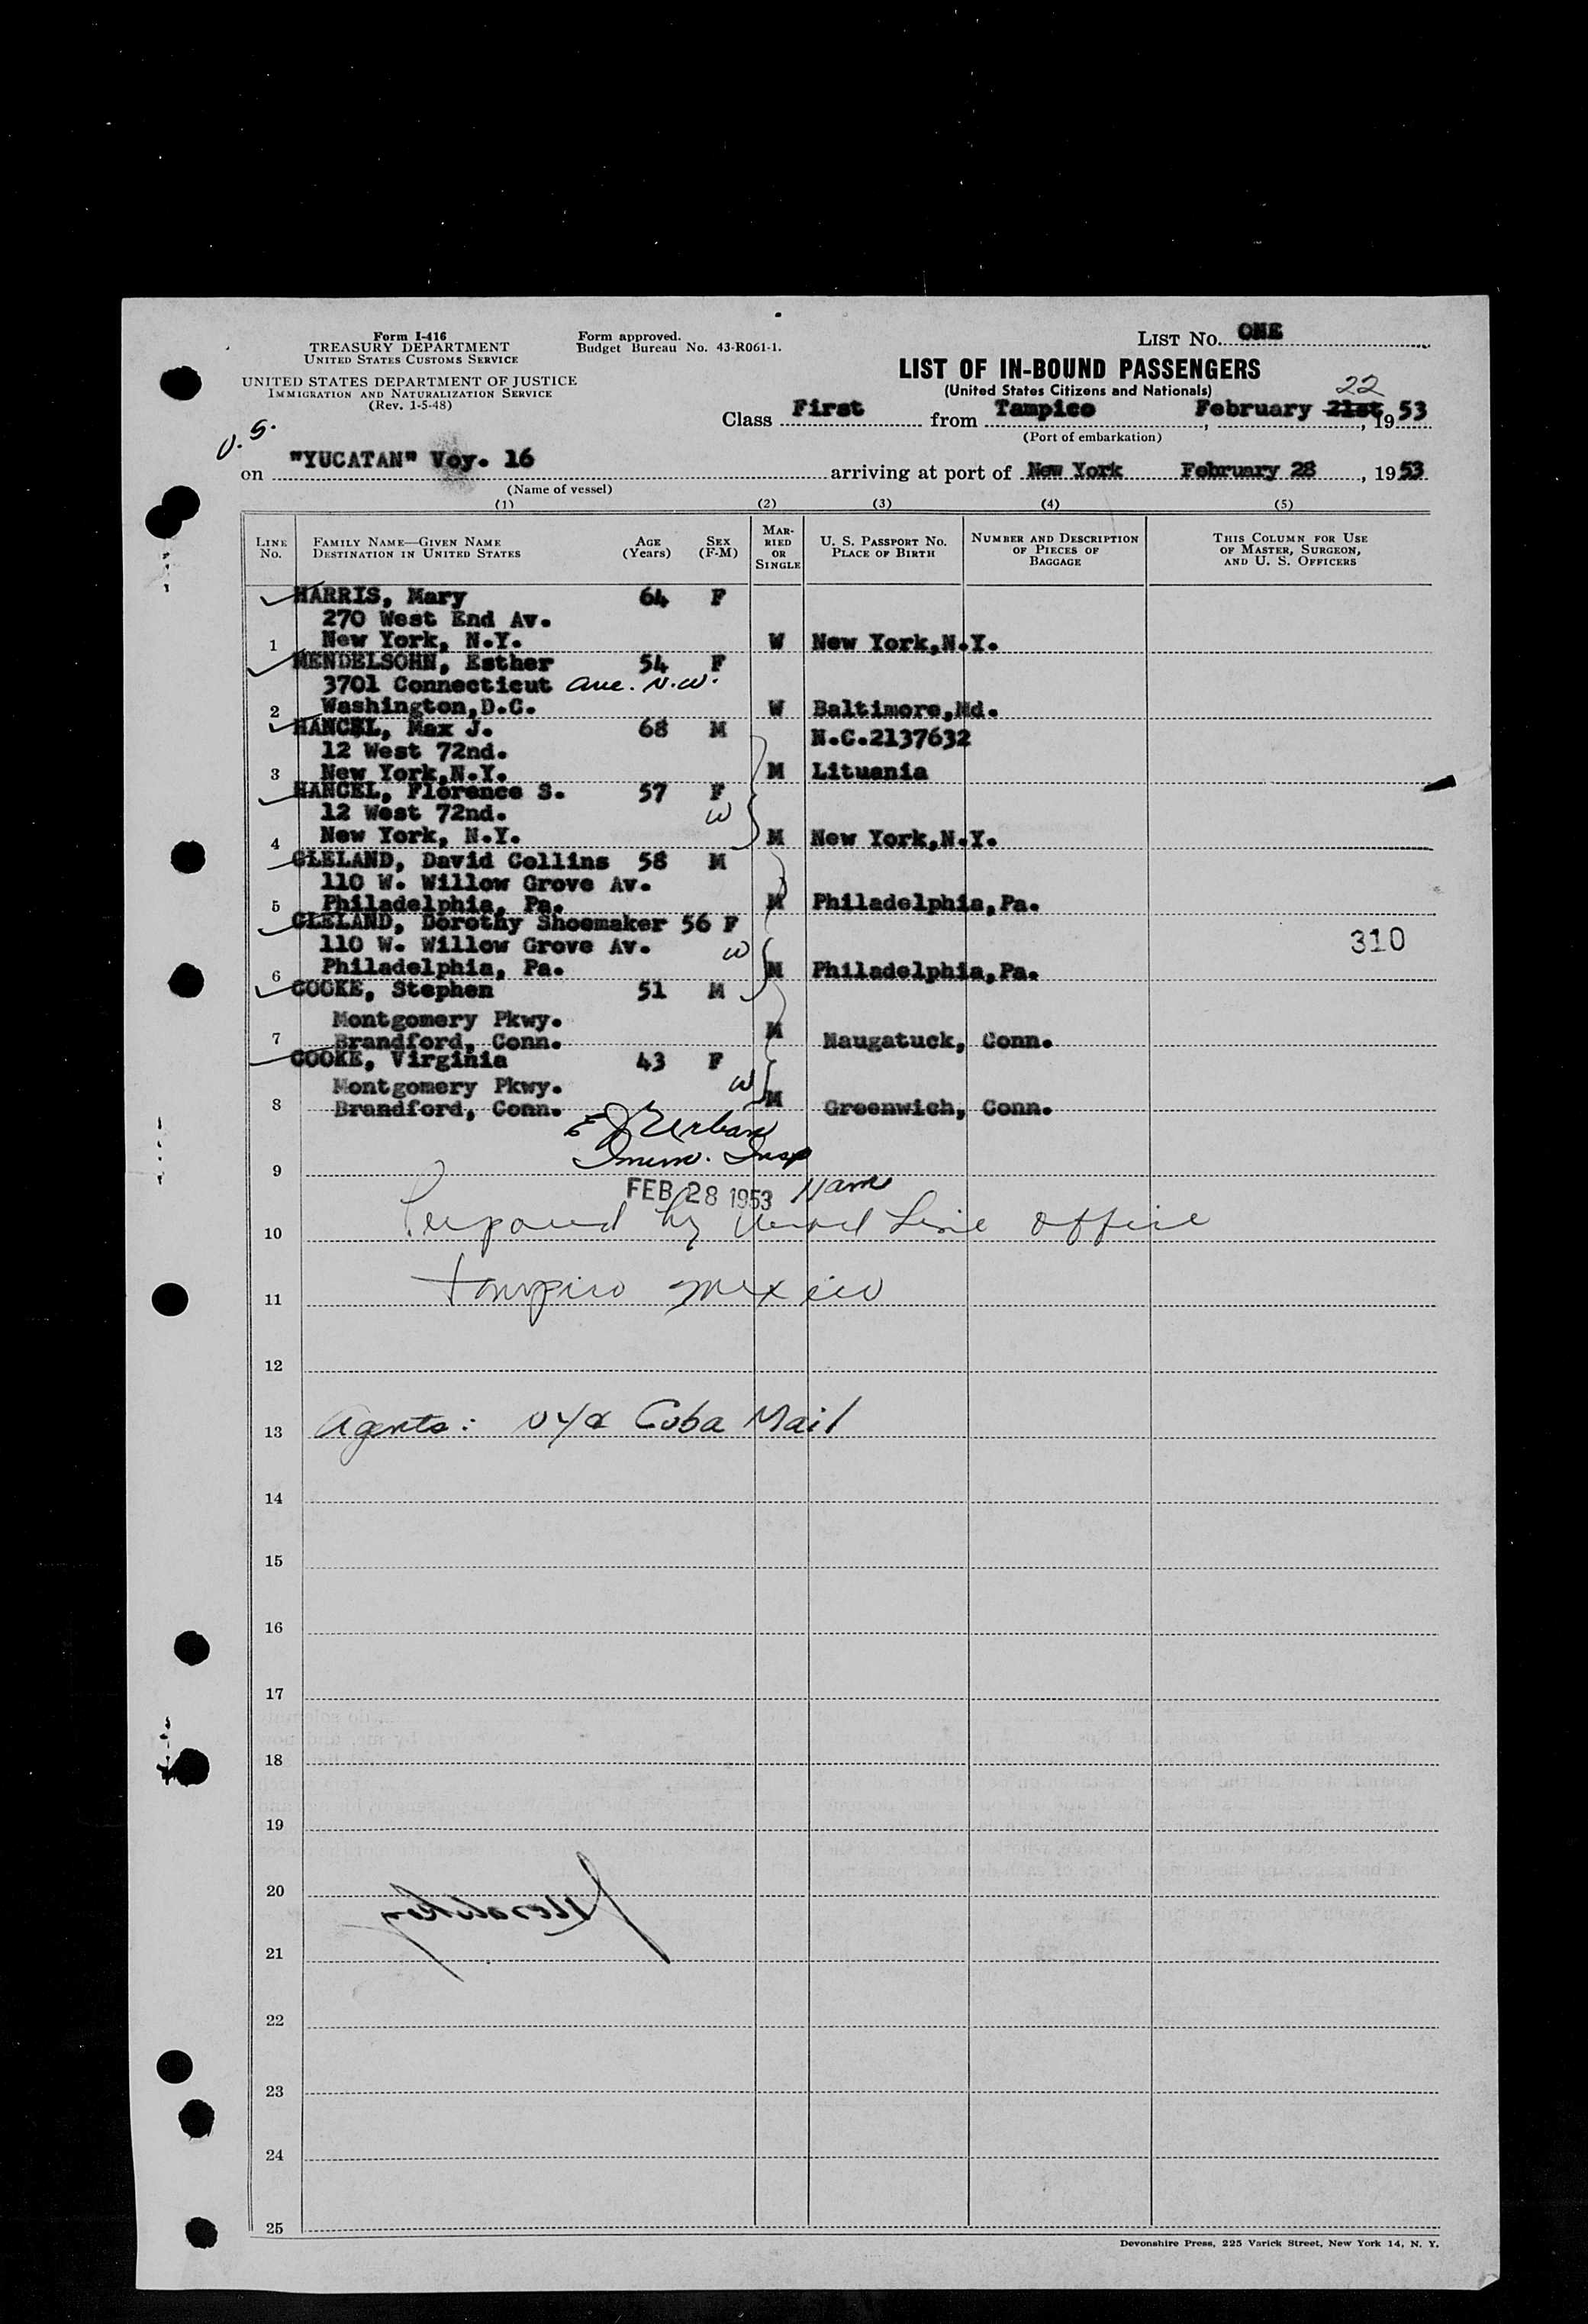 Form I-416
TREASURY DEPARTMENT
UNITED STATES CUSTOMS SERVICE
UNITED STATES DEPARTMENT OF JUSTICE
IMMIGRATION AND NATURALIZATION SERVICE
(Rev. 1-5-48)
Form approved.
Budget Bureau No. 43-R061-1.
LIST No. ONE
LIST OF IN-BOUND PASSENGERS
(United States Citizens and Nationals)
22
Class First from Tampico, February 21st, 1953
(Port of embarkation)
U.S.
on "YUCATAN" Voy. 16 arriving at port of New York February 28, 1953
(Name of vessel)
(1) (2) (3) (4) (5)
LINE No. FAMILY NAME—GIVEN NAME DESTINATION IN UNITED STATES AGE (Years) SEX (F-M) MARRIED OR SINGLE U. S. PASSPORT No. PLACE OF BIRTH NUMBER AND DESCRIPTION OF PIECES OF BAGGAGE THIS COLUMN FOR USE OF MASTER, SURGEON, AND U. S. OFFICERS
HARRIS, Mary 64 F
270 West End Av.
1 New York, N.Y. W New York,N.Y.
MENDELSOHN, Esther 54 F
3701 Connecticut Ave. N.W.
2 Washington,D.C. W Baltimore,Md.
HANCEL, Max J. 68 M N.C.2137632
12 West 72nd.
3 New York,N.Y. M Lituania
HANCEL, Florence S. 57 F
12 West 72nd. W
4 New York, N.Y. M New York,N.Y.
CLELAND, David Collins 58 M
110 W. Willow Grove Av.
5 Philadelphia, Pa. M Philadelphia,Pa.
CLELAND, Dorothy Shoemaker 56 F
110 W. Willow Grove Av. W 310
6 Philadelphia, Pa. M Philadelphia,Pa.
COOKE, Stephen 51 M
Montgomery Pkwy.
7 Brandford, Conn. M Naugatuck, Conn.
COOKE, Virginia 43 F
Montgomery Pkwy. W
8 Brandford, Conn. M Greenwich, Conn.
E J Urban
Imm. Insp
9
FEB 28 1953
10 Prepared by Ward Line office
11 Tampico Mexico
12
13 Agents: Cuba Mail
14
15
16
17
18
19
20
21
22
23
24
25
Devonshire Press, 225 Varick Street, New York 14, N. Y.